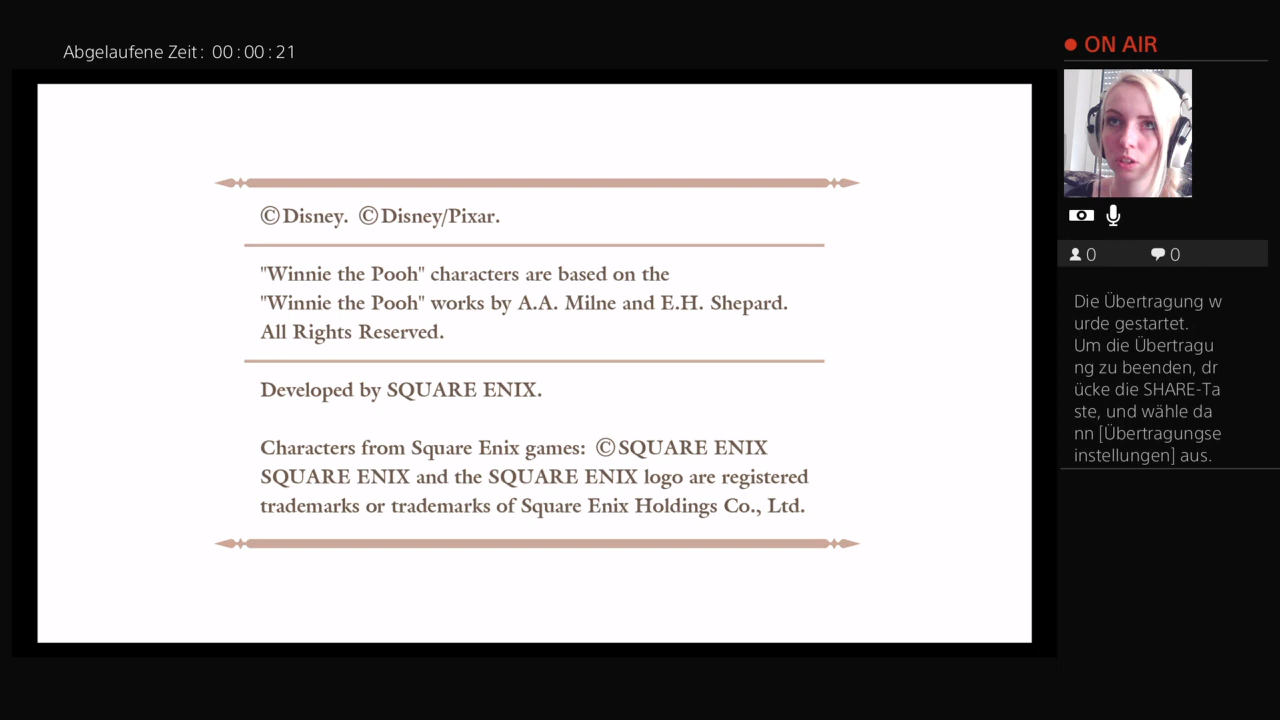 Abgelaufene Zeit: 00:00:21
ON AIR
©Disney. ©Disney/Pixar.
"Winnie the Pooh" characters are based on the
"Winnie the Pooh" works by A.A. Milne and E.H. Shepard.
All Rights Reserved.
Developed by SQUARE ENIX.
Characters from Square Enix games: ©SQUARE ENIX
SQUARE ENIX and the SQUARE ENIX logo are registered
trademarks or trademarks of Square Enix Holdings Co., Ltd.
0 0
Die Übertragung w
urde gestartet.
Um die Übertragu
ng zu beenden, dr
ücke die SHARE-Ta
ste, und wähle da
nn [Übertragungse
instellungen] aus.